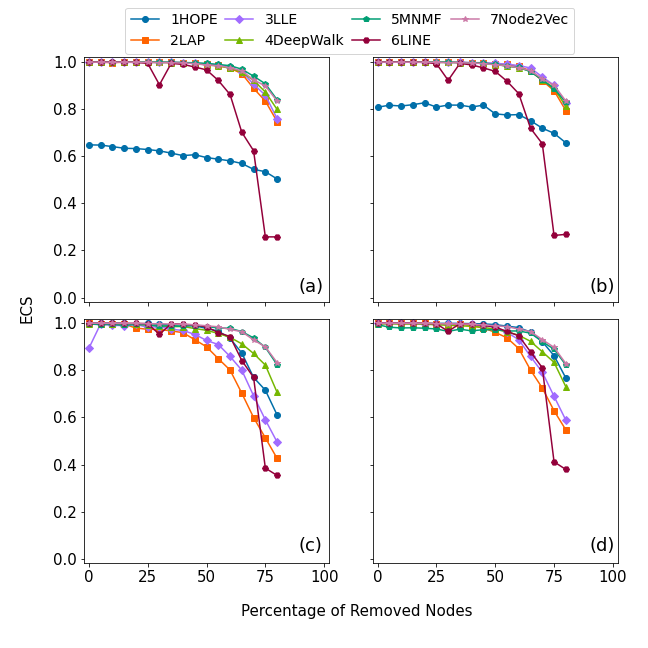 1HOPE 3LLE 5MNMF 7Node2Vec
2LAP 4DeepWalk 6LINE
1.0
0.8
0.6
0.4
0.2
0.0
(a)
(b)
ECS
1.0
0.8
0.6
0.4
0.2
0.0
(c)
(d)
0 25 50 75 100
0 25 50 75 100
Percentage of Removed Nodes